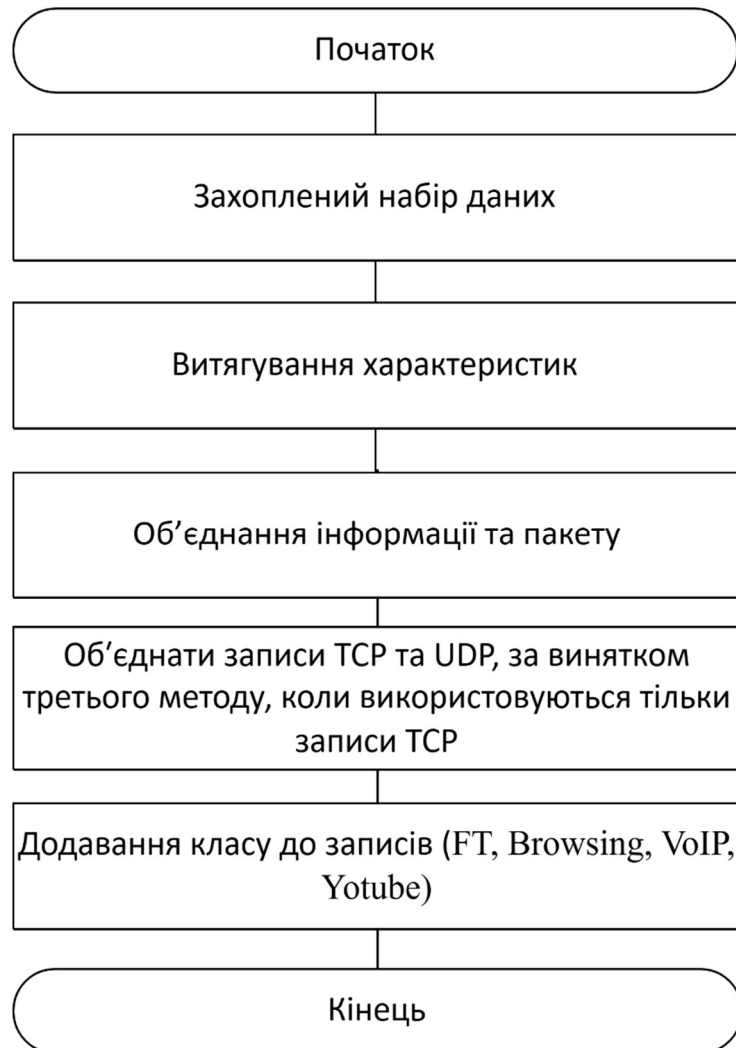 Початок
Захоплений набір даних
Витягування характеристик
Об’єднання інформації та пакету
Об’єднати записи TCP та UDP, за винятком
третього методу, коли використовуються тільки
записи TCP
Додавання класу до записів (FT, Browsing, VoIP,
Yotube)
Кінець